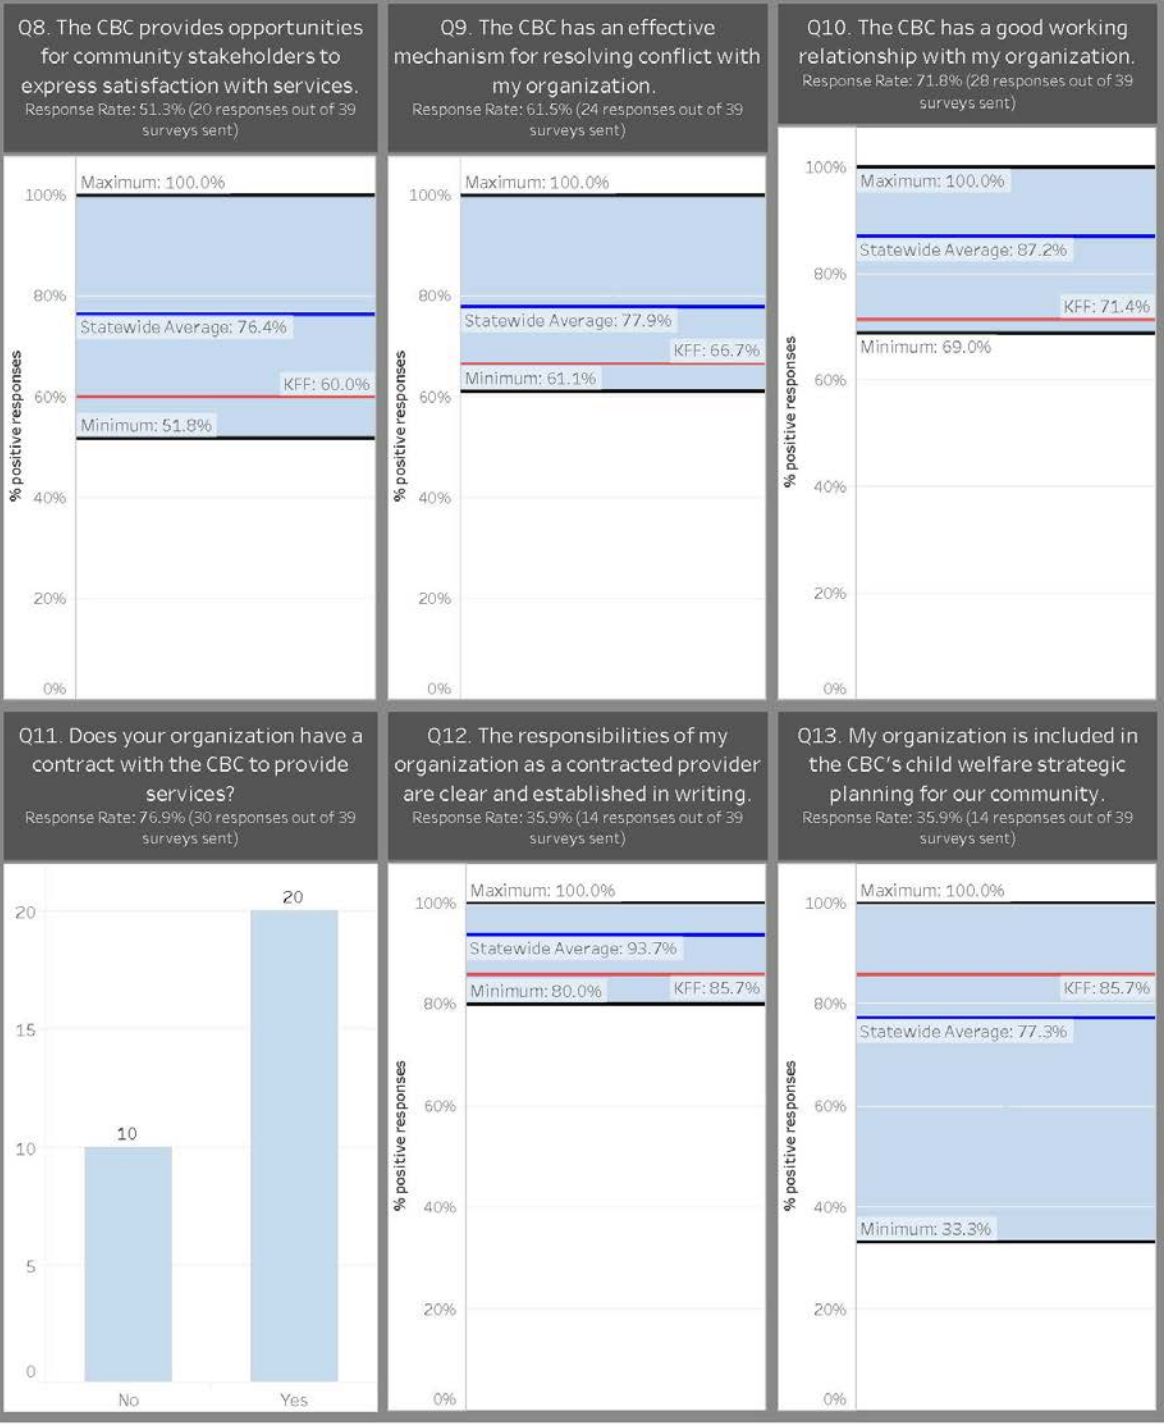 Q8. The CBC provides opportunities
for community stakeholders to
express satisfaction with services.
Response Rate: 51.3% (20 responses out of 39
surveys sent)
Maximum: 100.0%
100%
80%
Statewide Average: 76.4%
KFF: 60.0%
60%
Minimum: 51.8%
% positive responses
40%
20%
0%
Q9. The CBC has an effective
mechanism for resolving conflict with
my organization.
Response Rate: 61.5% (24 responses out of 39
surveys sent)
Maximum: 100.0%
100%
80%
Statewide Average: 77.9%
KFF: 66.7%
Minimum: 61.1%
60%
% positive responses
40%
20%
0%
Q10. The CBC has a good working
relationship with my organization.
Response Rate: 71.8% (28 responses out of 39
surveys sent)
100%
Maximum: 100.0%
Statewide Average: 87.2%
80%
KFF: 71.4%
Minimum: 69.0%
60%
% positive responses
40%
20%
0%
Q11. Does your organization have a
contract with the CBC to provide
services?
Response Rate: 76.9% (30 responses out of 39
surveys sent)
20
20
15
10
10
5
0
No
Yes
Q12. The responsibilities of my
organization as a contracted provider
are clear and established in writing.
Response Rate: 35.9% (14 responses out of 39
surveys sent)
Maximum: 100.0%
100%
Statewide Average: 93.7%
KFF: 85.7%
Minimum: 80.0%
80%
60%
% positive responses
40%
20%
0%
Q13. My organization is included in
the CBC's child welfare strategic
planning for our community.
Response Rate: 35.9% (14 responses out of 39
surveys sent)
Maximum: 100.0%
100%
KFF: 85.7%
80%
Statewide Average: 77.3%
60%
% positive responses
40%
Minimum: 33.3%
20%
0%